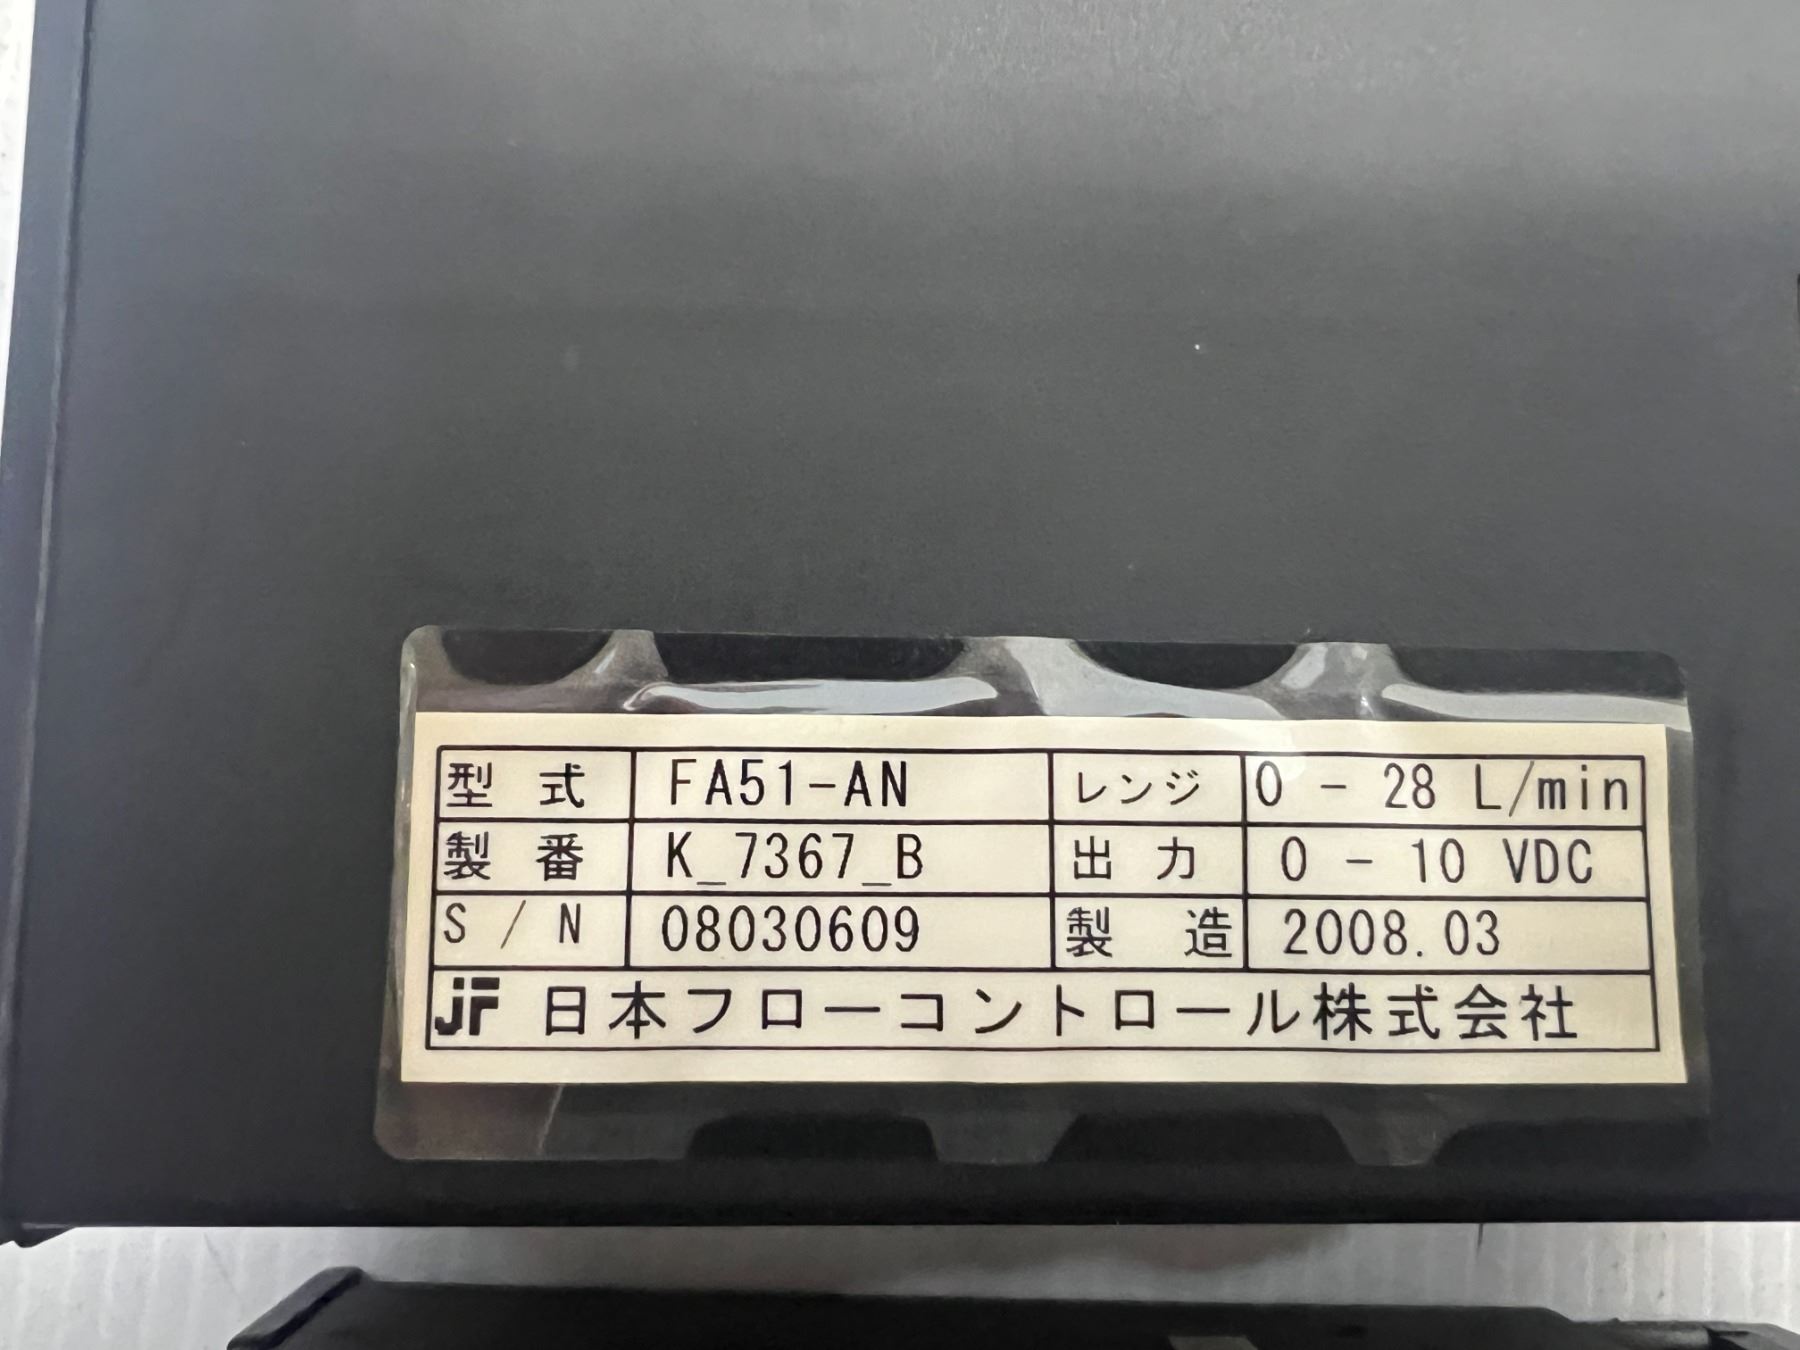 型 式 FA51-AN レンジ 0 - 28 L/min
製 番 K_7367_B 出 力 0 - 10 VDC
S / N 08030609 製 造 2008.03
JF 日本フローコントロール株式会社